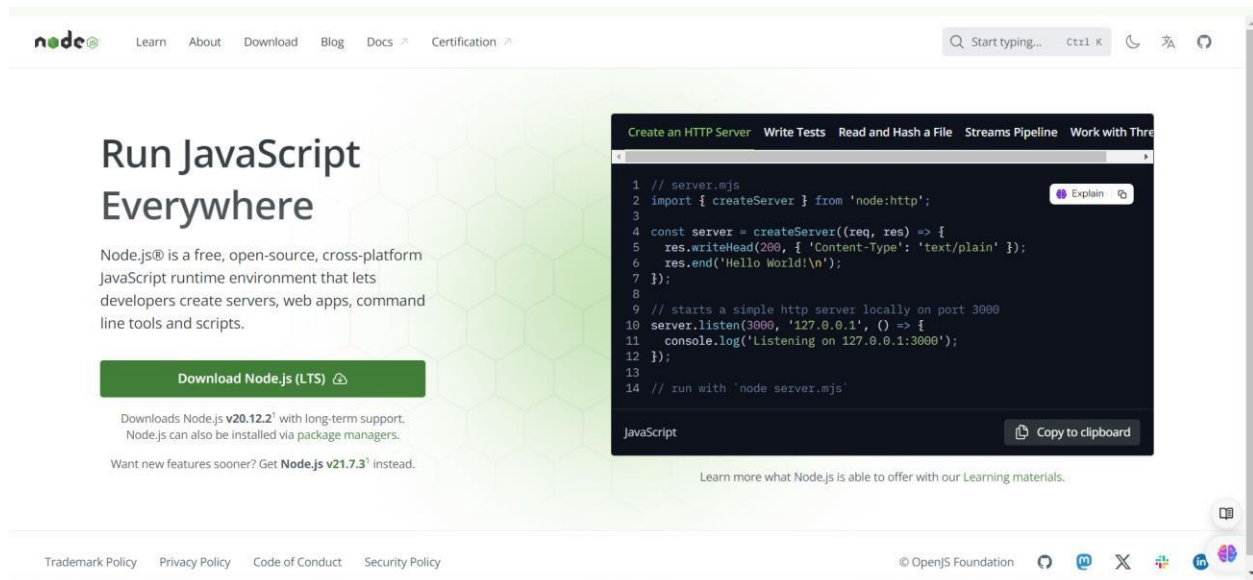 node
Learn About Download Blog Docs Certification
Start typing... Ctrl K
Run JavaScript
Everywhere
Node.js® is a free, open-source, cross-platform
JavaScript runtime environment that lets
developers create servers, web apps, command
line tools and scripts.
Download Node.js (LTS)
Downloads Node.js v20.12.2¹ with long-term support.
Node.js can also be installed via package managers.
Want new features sooner? Get Node.js v21.7.3¹ instead.
Create an HTTP Server Write Tests Read and Hash a File Streams Pipeline Work with Thre
Explain
1 // server.mjs
2 import { createServer } from 'node:http';
3
4 const server = createServer((req, res) => {
5   res.writeHead(200, { 'Content-Type': 'text/plain' });
6   res.end('Hello World!\n');
7 });
8
9 // starts a simple http server locally on port 3000
10 server.listen(3000, '127.0.0.1', () => {
11   console.log('Listening on 127.0.0.1:3000');
12 });
13
14 // run with `node server.mjs`
JavaScript Copy to clipboard
Learn more what Node.js is able to offer with our Learning materials.
Trademark Policy Privacy Policy Code of Conduct Security Policy © OpenJS Foundation in